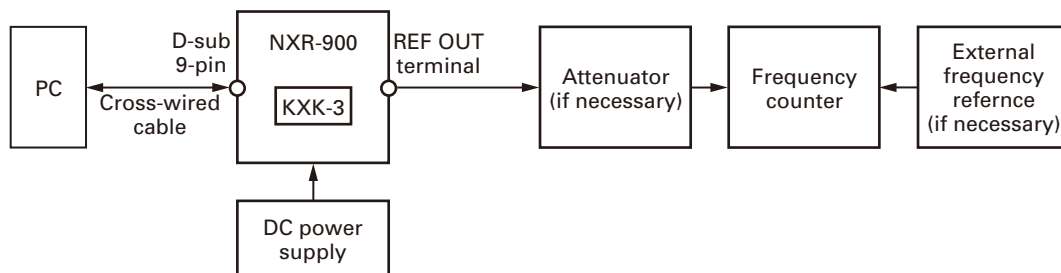 PC
D-sub
9-pin
Cross-wired
cable
NXR-900
KXK-3
REF OUT
terminal
DC power
supply
Attenuator
(if necessary)
Frequency
counter
External
frequency
refernce
(if necessary)